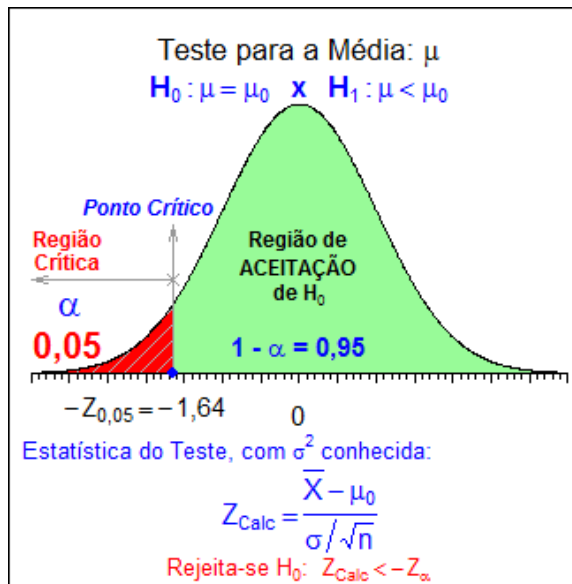 Teste para a Média: μ
H₀ : μ = μ₀ x H₁ : μ < μ₀
Ponto Crítico
Região
Crítica
α
0,05
Região de
ACEITAÇÃO
de H₀
1 - α = 0,95
−Z₀,₀₅ = −1,64
0
Estatística do Teste, com σ² conhecida:
Z_Calc = (X̅ − μ₀) / (σ/√n)
Rejeita-se H₀: Z_Calc < −Z_α